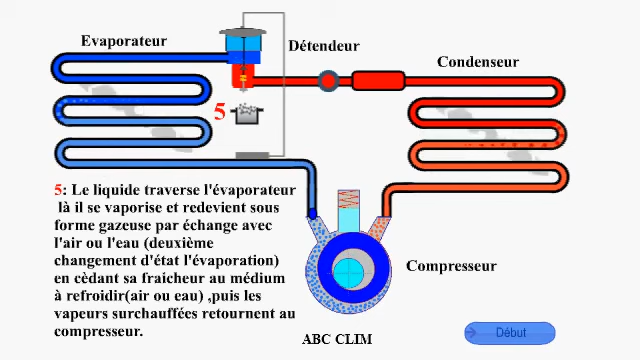 Evaporateur
Détendeur
Condenseur
5
5: Le liquide traverse l'évaporateur
là il se vaporise et redevient sous
forme gazeuse par échange avec
l'air ou l'eau (deuxième
changement d'état l'évaporation)
en cèdant sa fraicheur au médium
à refroidir(air ou eau) ,puis les
vapeurs surchauffées retournent au
compresseur.
Compresseur
ABC CLIM
Début